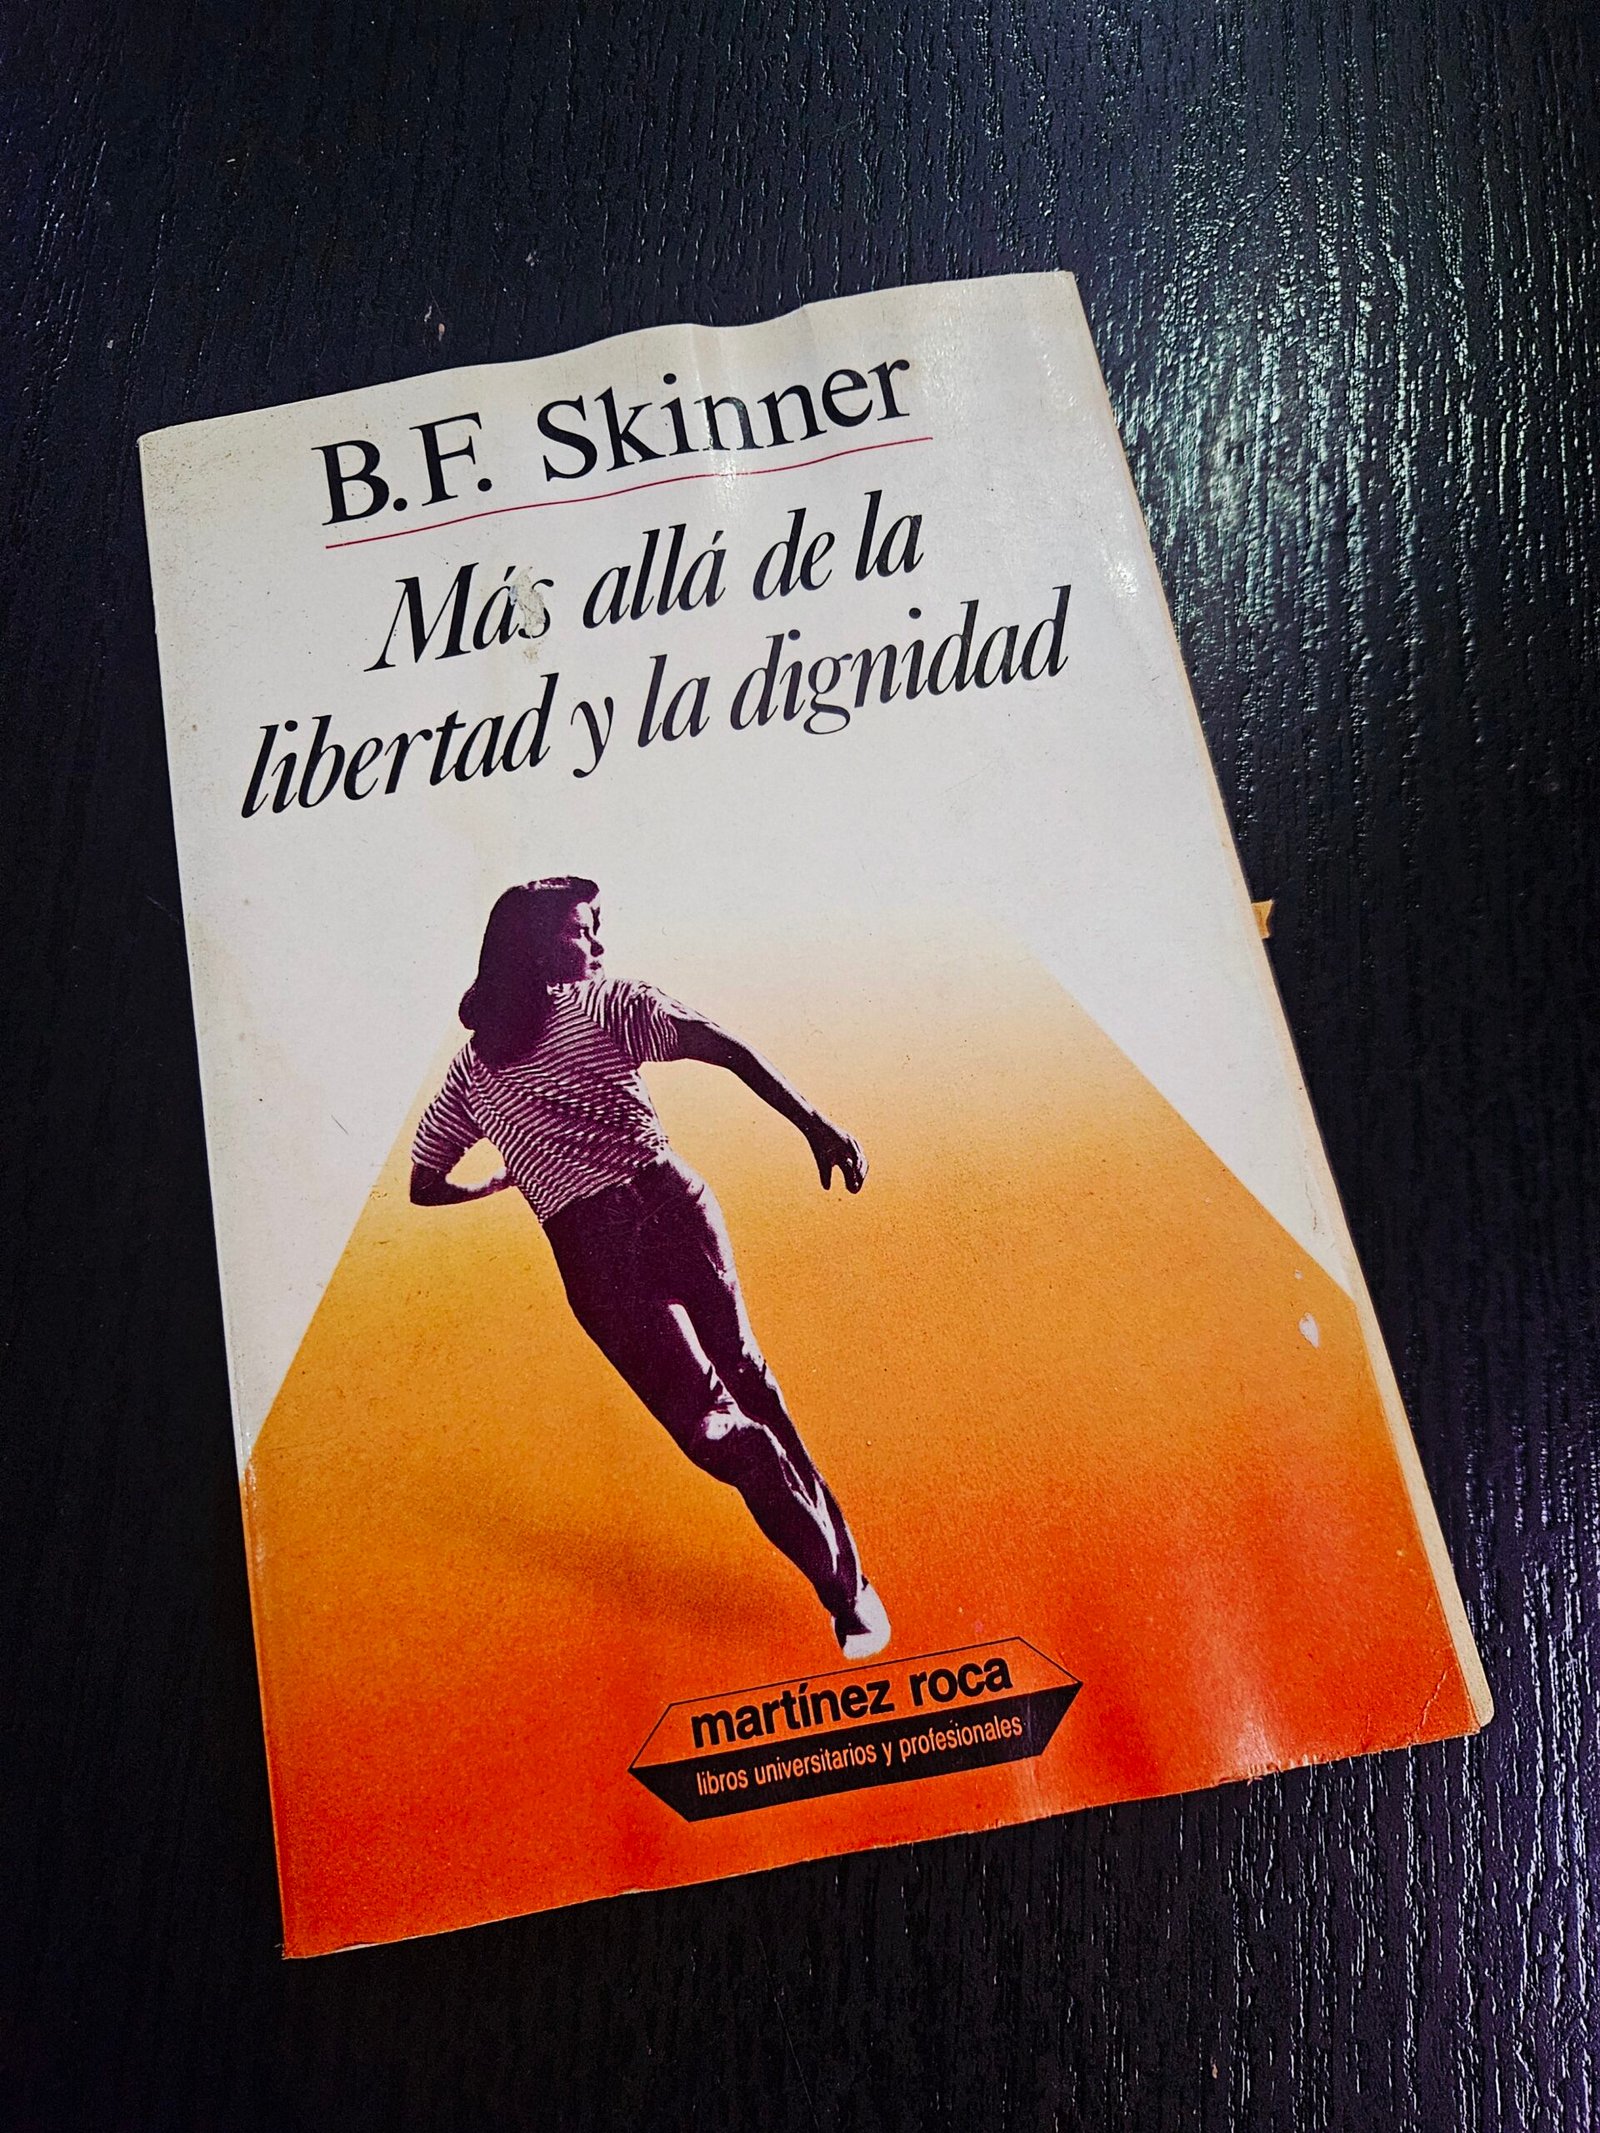 B.F. Skinner
Más allá de la
libertad y la dignidad
martínez roca
libros universitarios y profesionales